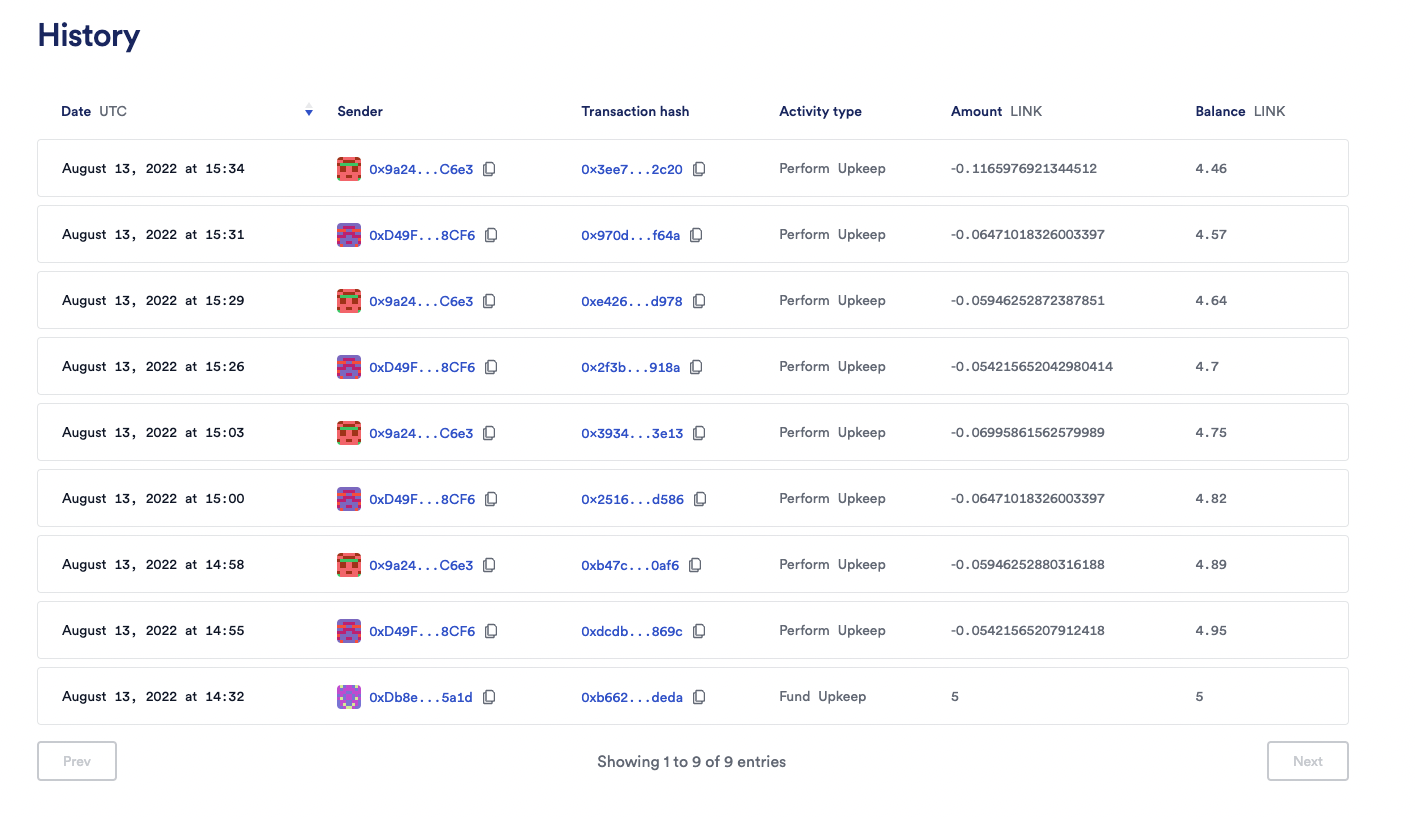 History
Date UTC Sender Transaction hash Activity type Amount LINK Balance LINK
August 13, 2022 at 15:34 0x9a24...C6e3 0x3ee7...2c20 Perform Upkeep -0.1165976921344512 4.46
August 13, 2022 at 15:31 0xD49F...8CF6 0x970d...f64a Perform Upkeep -0.06471018326003397 4.57
August 13, 2022 at 15:29 0x9a24...C6e3 0xe426...d978 Perform Upkeep -0.05946252872387851 4.64
August 13, 2022 at 15:26 0xD49F...8CF6 0x2f3b...918a Perform Upkeep -0.054215652042980414 4.7
August 13, 2022 at 15:03 0x9a24...C6e3 0x3934...3e13 Perform Upkeep -0.06995861562579989 4.75
August 13, 2022 at 15:00 0xD49F...8CF6 0x2516...d586 Perform Upkeep -0.06471018326003397 4.82
August 13, 2022 at 14:58 0x9a24...C6e3 0xb47c...0af6 Perform Upkeep -0.05946252880316188 4.89
August 13, 2022 at 14:55 0xD49F...8CF6 0xdcdb...869c Perform Upkeep -0.05421565207912418 4.95
August 13, 2022 at 14:32 0xDb8e...5a1d 0xb662...deda Fund Upkeep 5 5
Prev Showing 1 to 9 of 9 entries Next